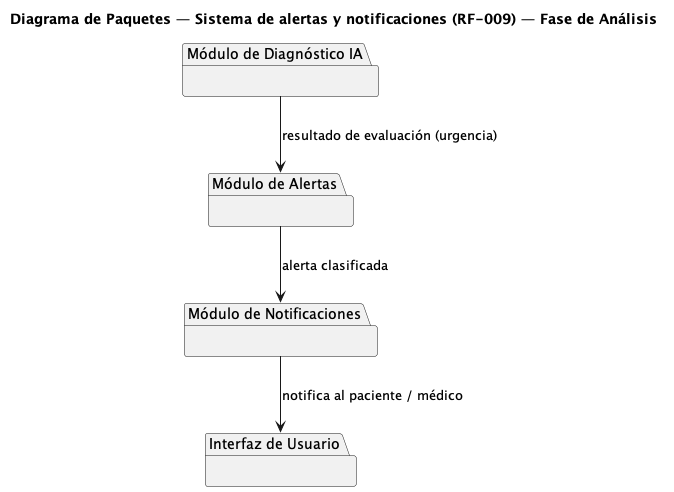 Diagrama de Paquetes — Sistema de alertas y notificaciones (RF-009) — Fase de Análisis
Módulo de Diagnóstico IA
resultado de evaluación (urgencia)
Módulo de Alertas
alerta clasificada
Módulo de Notificaciones
notifica al paciente / médico
Interfaz de Usuario